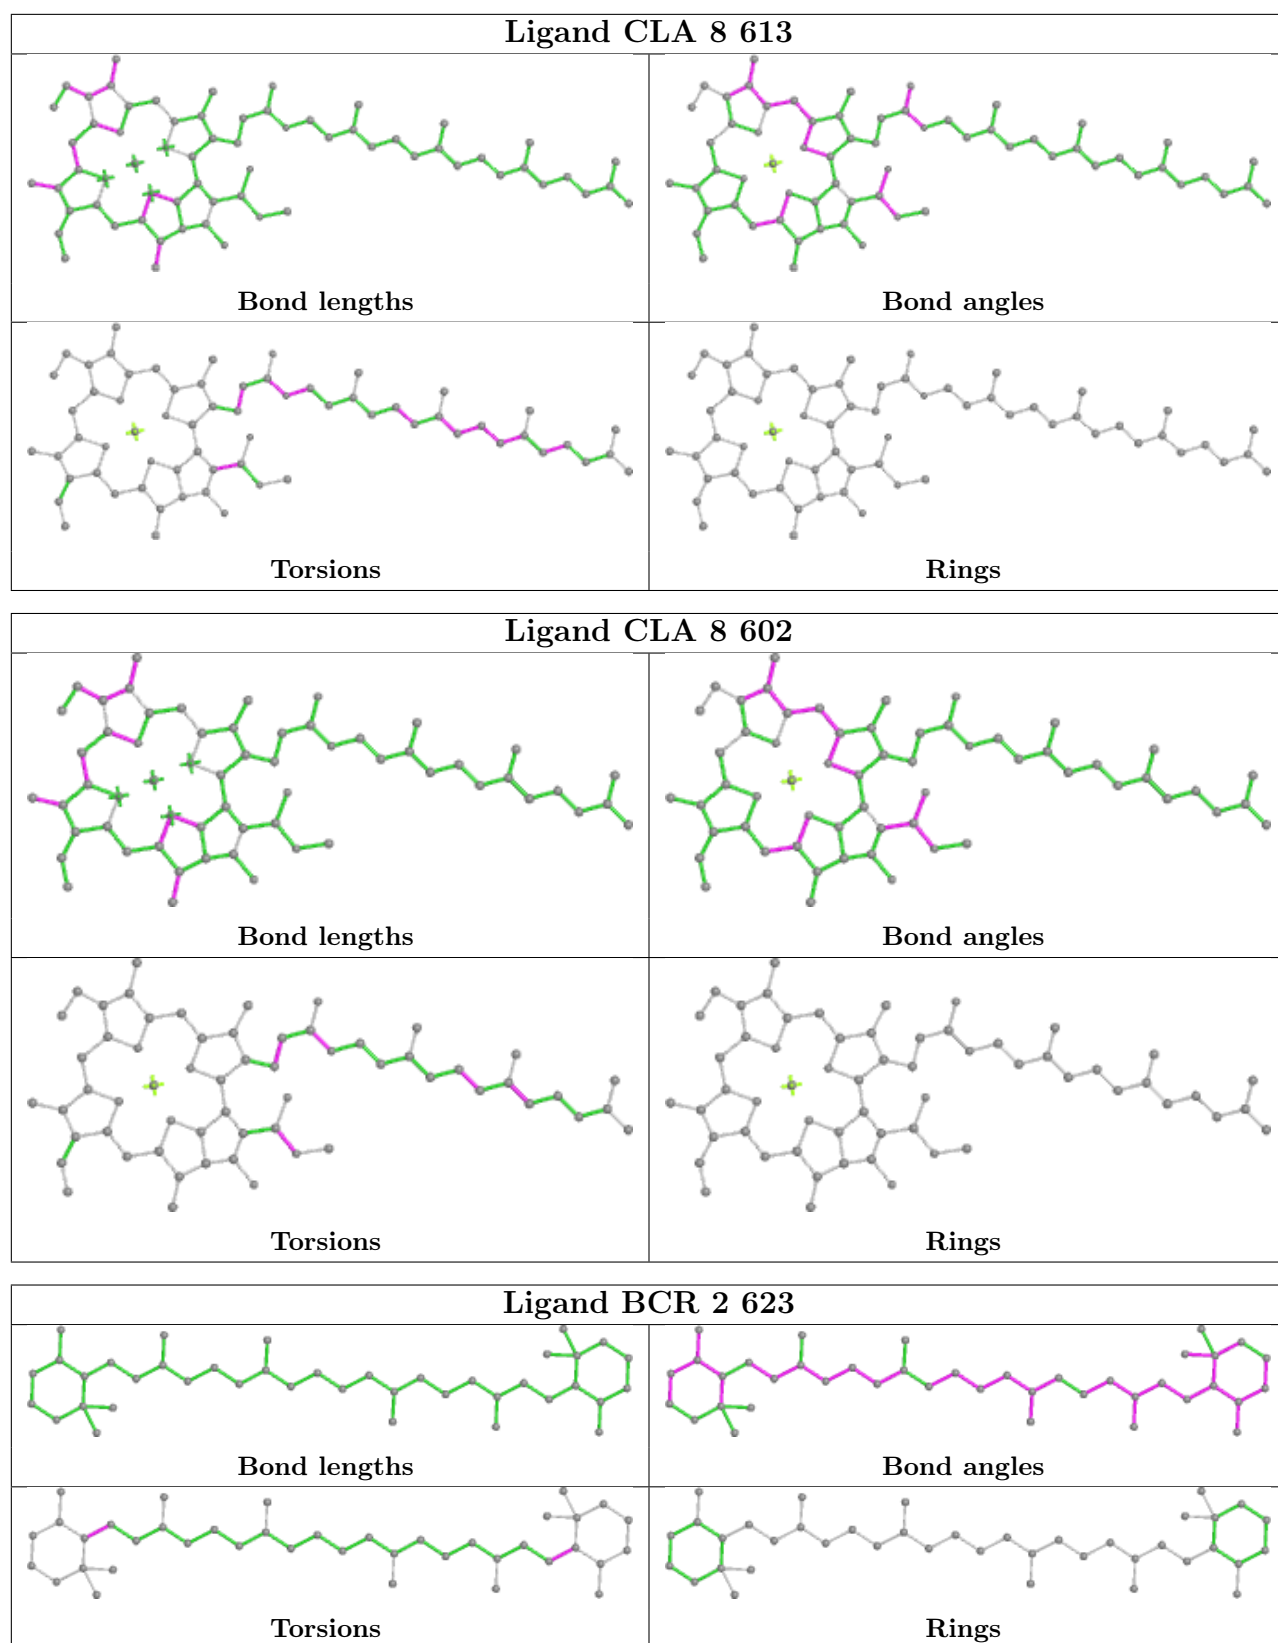 Ligand CLA 8 613
Bond lengths
Bond angles
Torsions
Rings
Ligand CLA 8 602
Bond lengths
Bond angles
Torsions
Rings
Ligand BCR 2 623
Bond lengths
Bond angles
Torsions
Rings